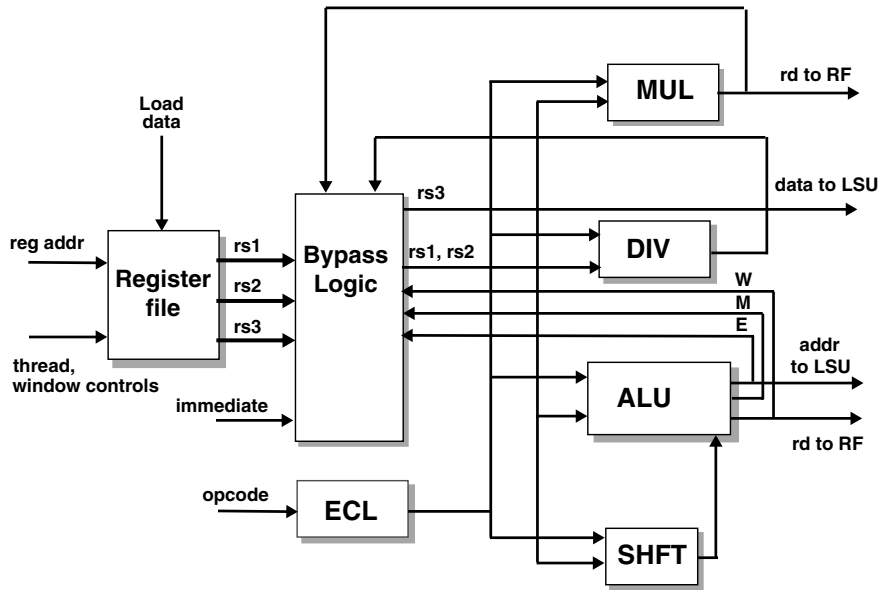 MUL
rd to RF
Load
data
rs3
data to LSU
reg addr
rs1
Bypass
Logic
rs1, rs2
DIV
Register
file
rs2
W
M
rs3
E
thread,
window controls
addr
to LSU
immediate
ALU
rd to RF
opcode
ECL
SHFT